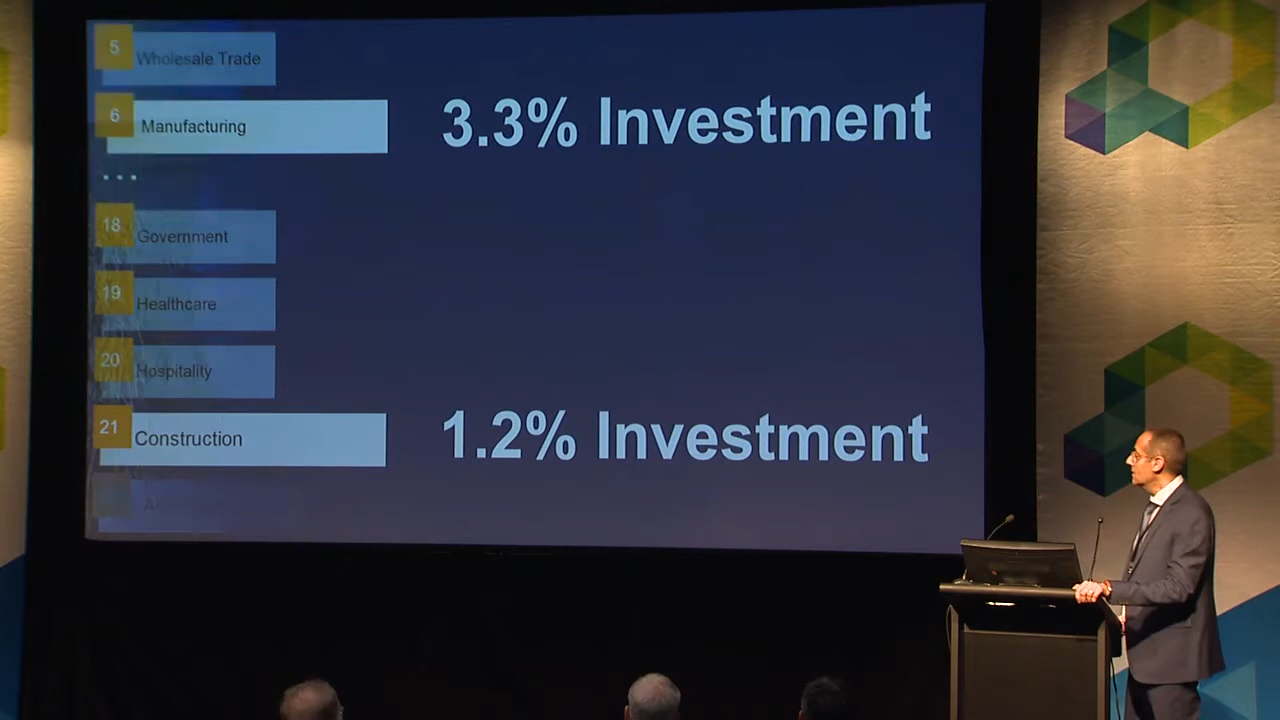 5
Wholesale Trade
6
Manufacturing
3.3% Investment
...
18
Government
19
Healthcare
20
Hospitality
21
Construction
1.2% Investment